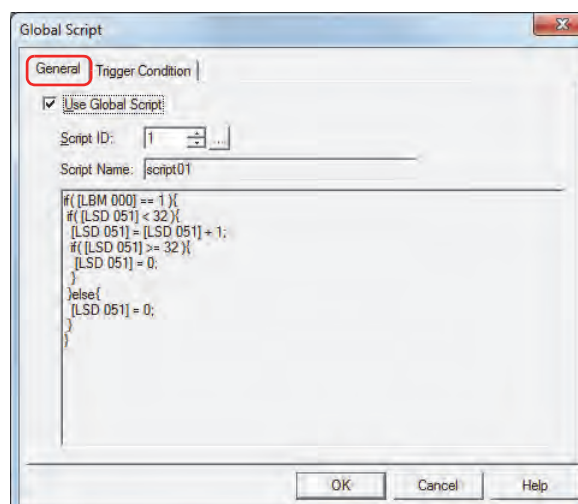 Global Script
General Trigger Condition
Use Global Script
Script ID: 1 ...
Script Name: script01
if( [LBM 000] == 1 ){
if( [LSD 051] < 32 ){
[LSD 051] = [LSD 051] + 1;
if( [LSD 051] >= 32 ){
[LSD 051] = 0;
}
}else{
[LSD 051] = 0;
}
}
OK Cancel Help